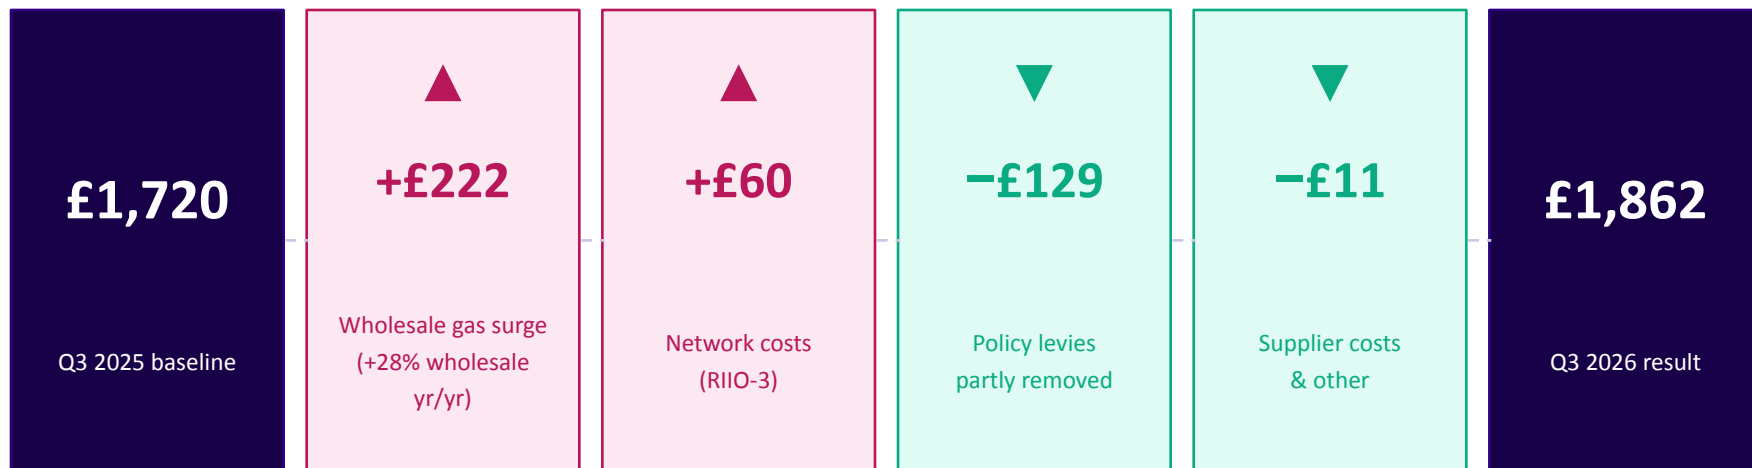 £1,720
Q3 2025 baseline
▲
+£222
Wholesale gas surge
(+28% wholesale
yr/yr)
▲
+£60
Network costs
(RIIO-3)
▼
−£129
Policy levies
partly removed
▼
−£11
Supplier costs
& other
£1,862
Q3 2026 result